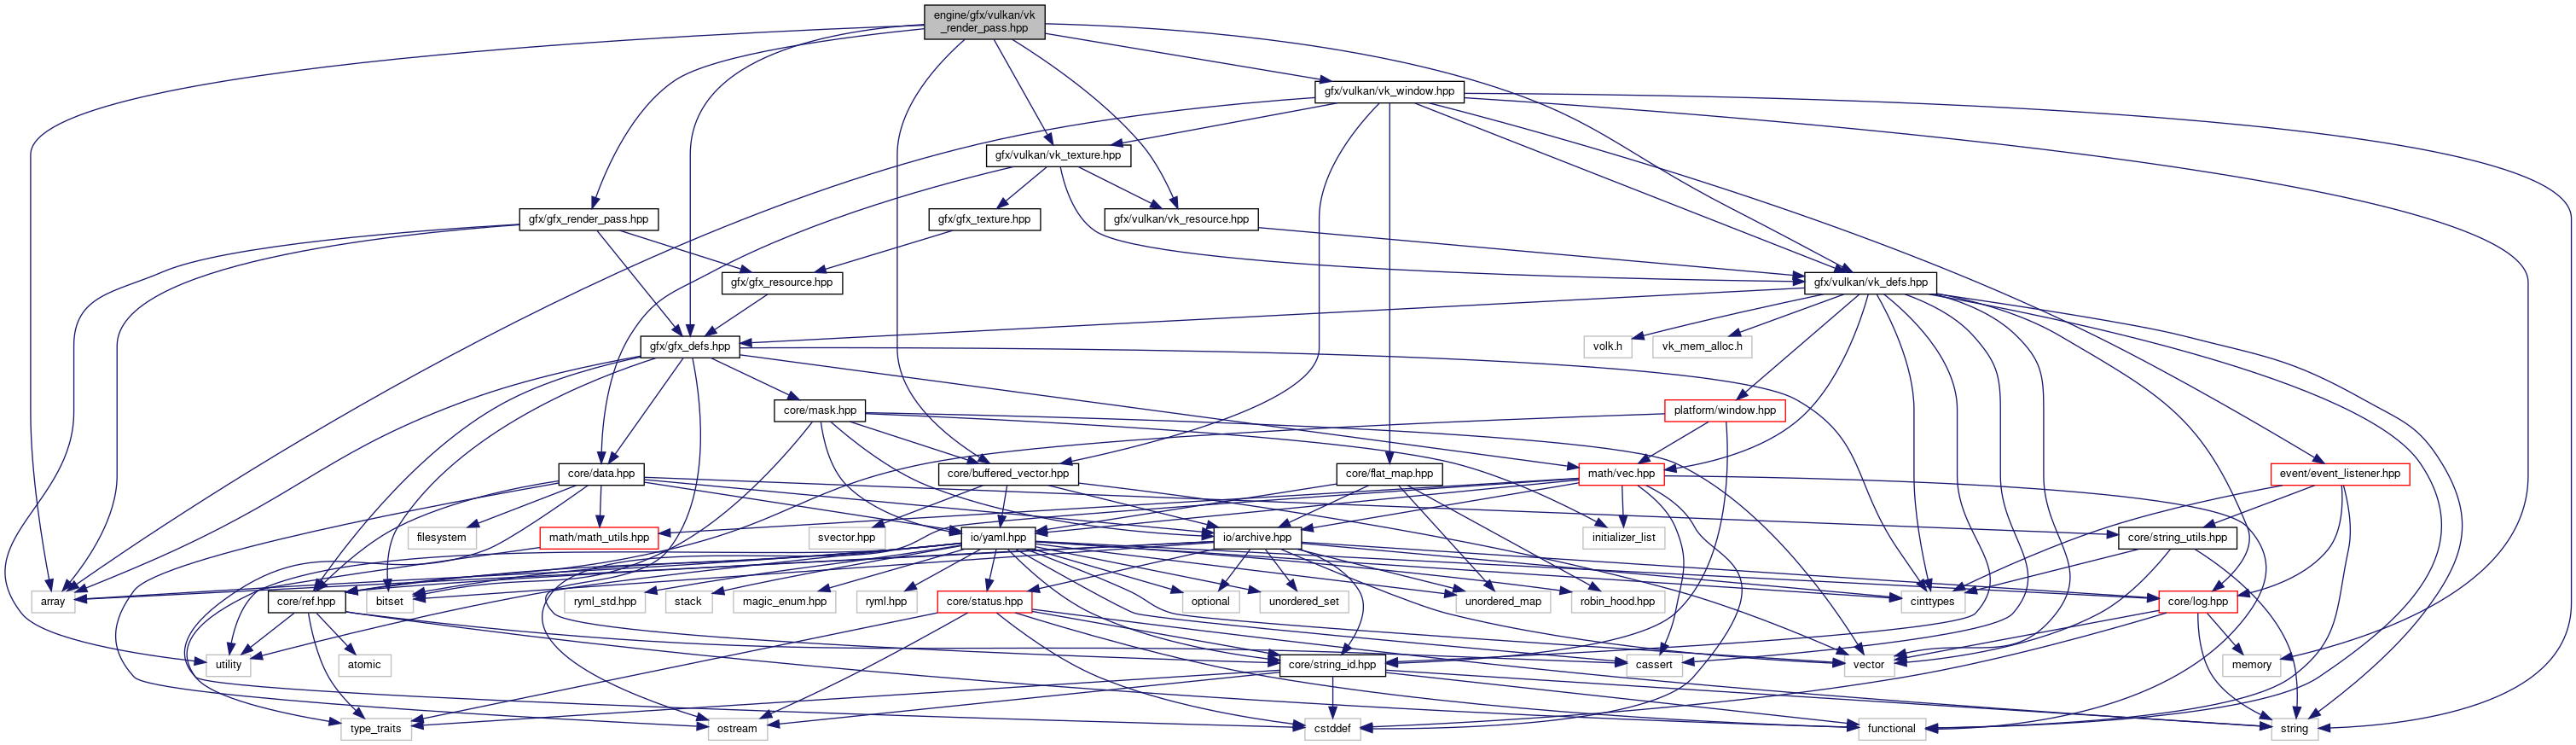 engine/gfx/vulkan/vk
_render_pass.hpp
gfx/vulkan/vk_window.hpp
gfx/vulkan/vk_texture.hpp
gfx/gfx_render_pass.hpp
gfx/gfx_texture.hpp
gfx/vulkan/vk_resource.hpp
gfx/gfx_resource.hpp
gfx/vulkan/vk_defs.hpp
gfx/gfx_defs.hpp
volk.h
vk_mem_alloc.h
core/mask.hpp
platform/window.hpp
core/data.hpp
core/buffered_vector.hpp
core/flat_map.hpp
math/vec.hpp
event/event_listener.hpp
filesystem
math/math_utils.hpp
svector.hpp
io/yaml.hpp
io/archive.hpp
initializer_list
core/string_utils.hpp
array
core/ref.hpp
bitset
ryml_std.hpp
stack
magic_enum.hpp
ryml.hpp
core/status.hpp
optional
unordered_set
unordered_map
robin_hood.hpp
cinttypes
core/log.hpp
utility
atomic
core/string_id.hpp
cassert
vector
memory
type_traits
ostream
cstddef
functional
string